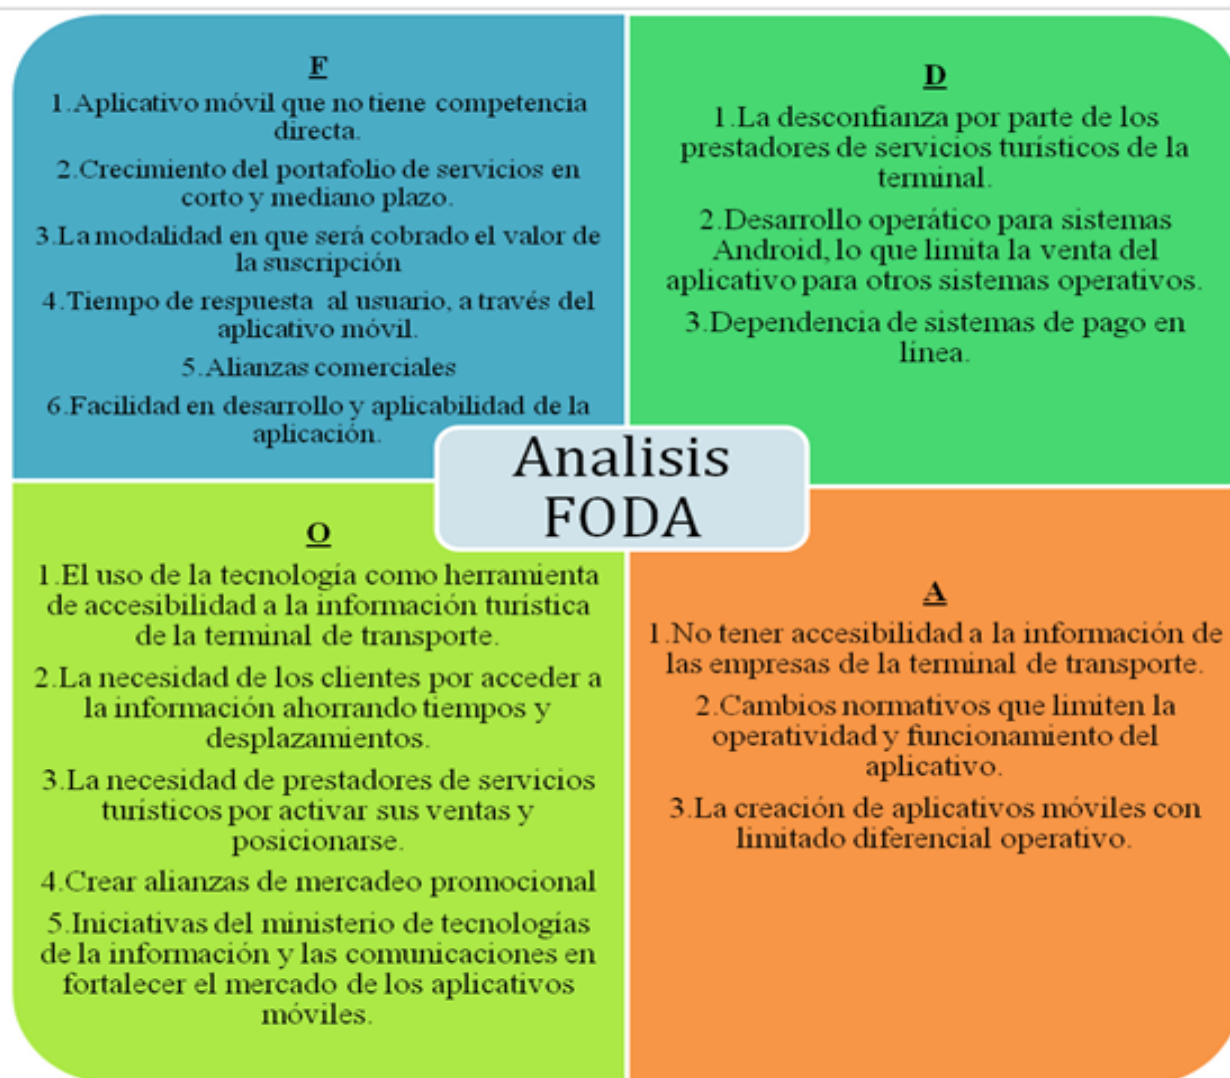 F
1.Aplicativo móvil que no tiene competencia
directa.
2.Crecimiento del portafolio de servicios en
corto y mediano plazo.
3.La modalidad en que será cobrado el valor de
la suscripción
4.Tiempo de respuesta al usuario, a través del
aplicativo móvil.
5.Alianzas comerciales
6.Facilidad en desarrollo y aplicabilidad de la
aplicación.
D
1.La desconfianza por parte de los
prestadores de servicios turísticos de la
terminal.
2.Desarrollo operático para sistemas
Android, lo que limita la venta del
aplicativo para otros sistemas operativos.
3.Dependencia de sistemas de pago en
línea.
Analisis
FODA
O
1.El uso de la tecnología como herramienta
de accesibilidad a la información turística
de la terminal de transporte.
2.La necesidad de los clientes por acceder a
la información ahorrando tiempos y
desplazamientos.
3.La necesidad de prestadores de servicios
turísticos por activar sus ventas y
posicionarse.
4.Crear alianzas de mercadeo promocional
5.Iniciativas del ministerio de tecnologías
de la información y las comunicaciones en
fortalecer el mercado de los aplicativos
móviles.
A
1.No tener accesibilidad a la información de
las empresas de la terminal de transporte.
2.Cambios normativos que limiten la
operatividad y funcionamiento del
aplicativo.
3.La creación de aplicativos móviles con
limitado diferencial operativo.